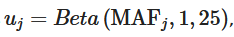 u_j = Beta (MAF_j, 1, 25),